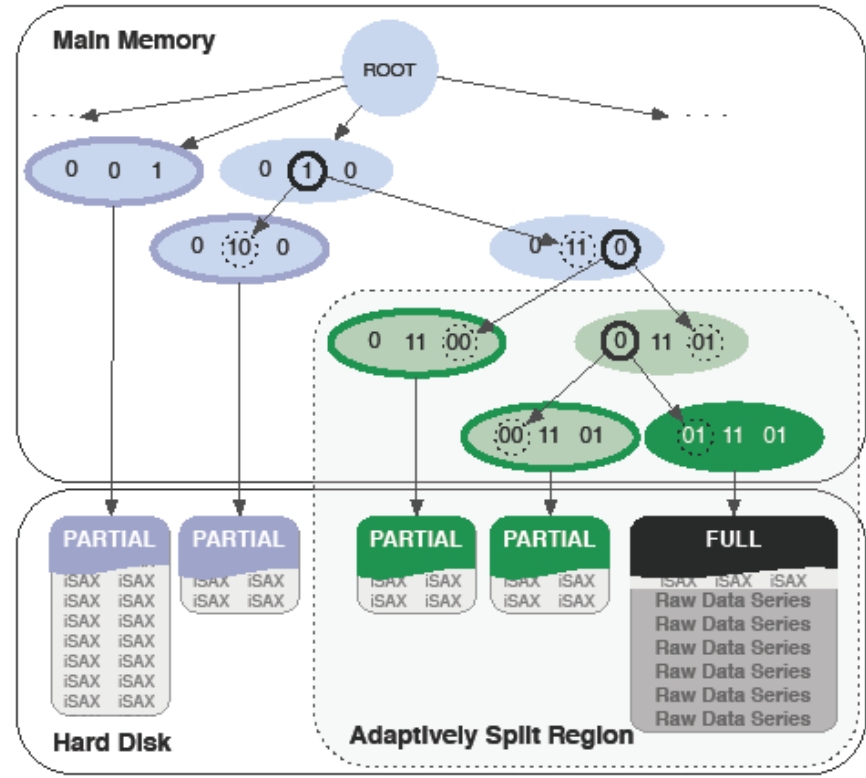 Main Memory
ROOT
. . . . . .
0 0 1 0 1 0
0 10 0 0 11 0
0 11 00 0 11 01
00 11 01 01 11 01
PARTIAL PARTIAL PARTIAL PARTIAL FULL
iSAX iSAX iSAX iSAX iSAX iSAX iSAX iSAX iSAX iSAX iSAX
iSAX iSAX iSAX iSAX iSAX iSAX iSAX iSAX Raw Data Series
iSAX iSAX Raw Data Series
iSAX iSAX Raw Data Series
iSAX iSAX Raw Data Series
iSAX iSAX Raw Data Series
iSAX iSAX Raw Data Series
Hard Disk Adaptively Split Region